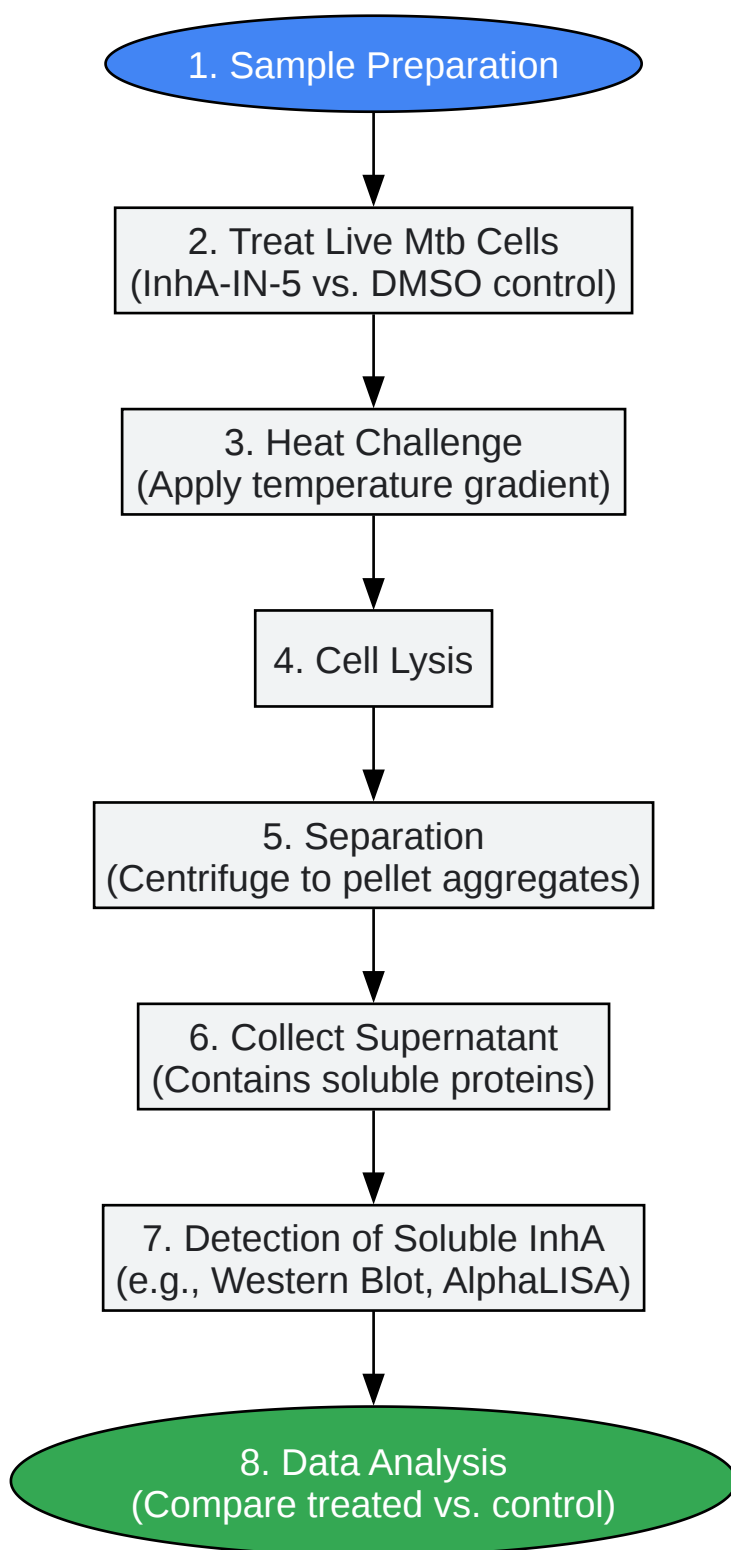 1. Sample Preparation
2. Treat Live Mtb Cells
(InhA-IN-5 vs. DMSO control)
3. Heat Challenge
(Apply temperature gradient)
4. Cell Lysis
5. Separation
(Centrifuge to pellet aggregates)
6. Collect Supernatant
(Contains soluble proteins)
7. Detection of Soluble InhA
(e.g., Western Blot, AlphaLISA)
8. Data Analysis
(Compare treated vs. control)